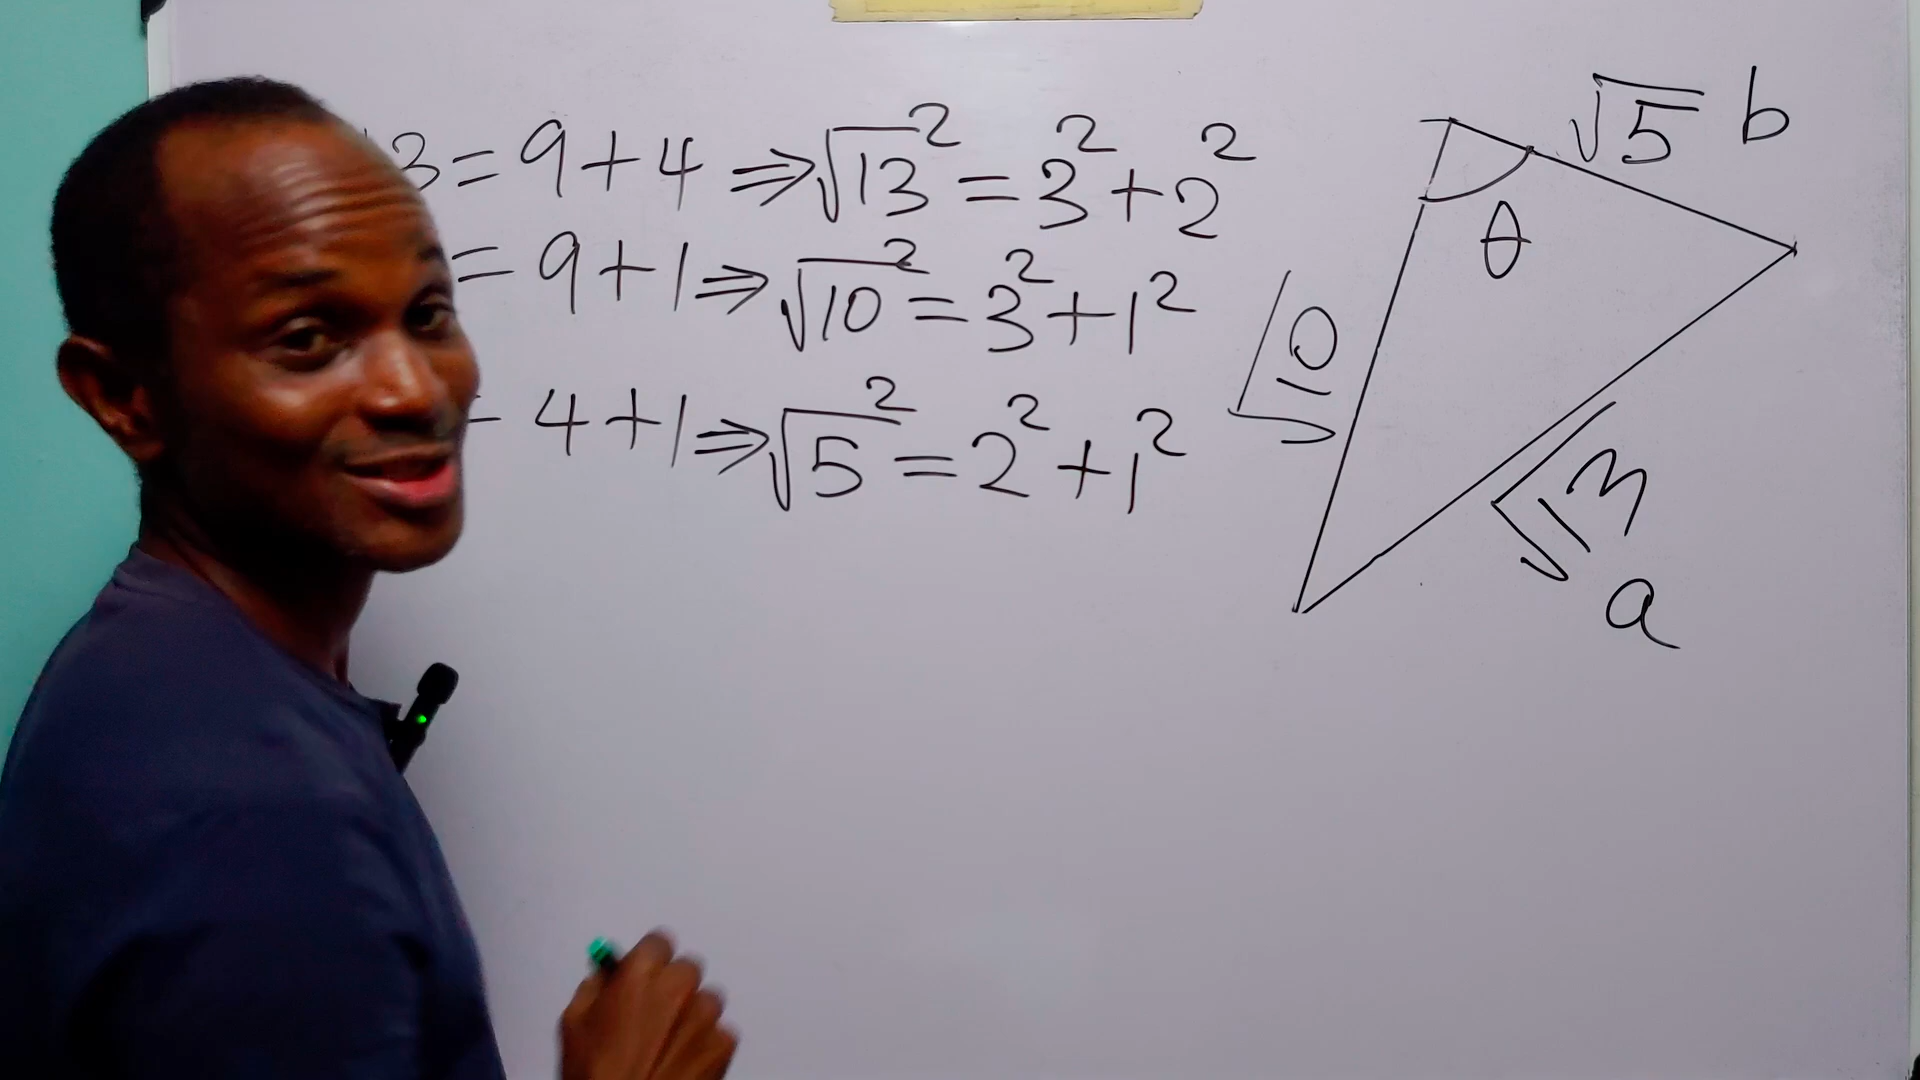 13 = 9 + 4 ⇒ √13² = 3² + 2²
= 9 + 1 ⇒ √10² = 3² + 1²
= 4 + 1 ⇒ √5² = 2² + 1²
√5 b
θ
√10
√13
a